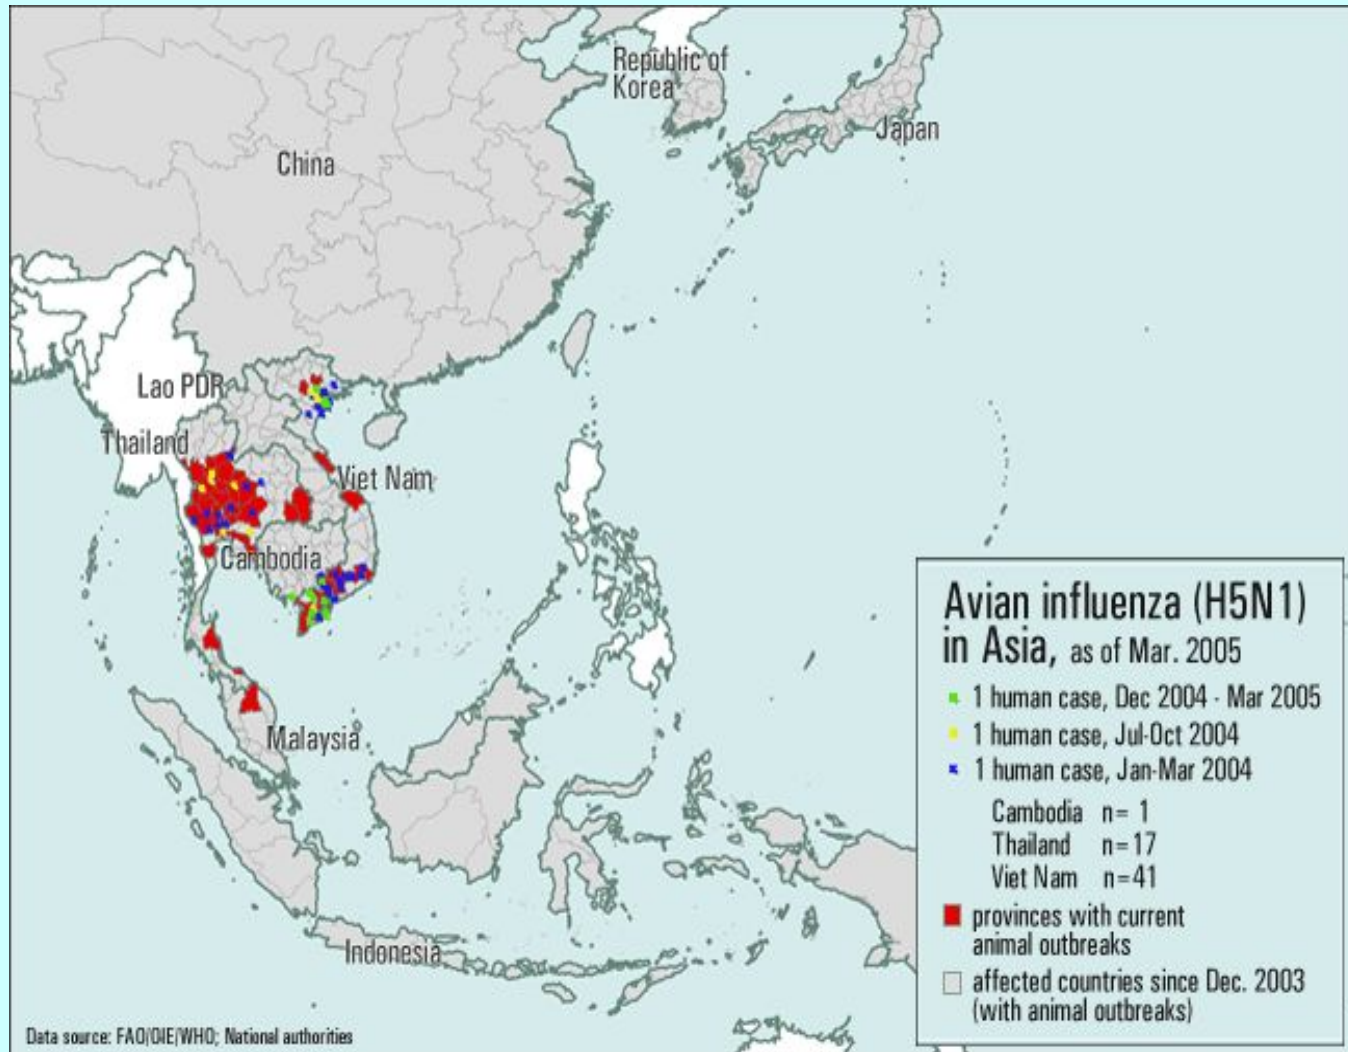 Republic of
Korea
Japan
China
Lao PDR
Thailand
Viet Nam
Cambodia
Malaysia
Indonesia
Avian influenza (H5N1)
in Asia, as of Mar. 2005
1 human case, Dec 2004 - Mar 2005
1 human case, Jul-Oct 2004
1 human case, Jan-Mar 2004
Cambodia n= 1
Thailand n=17
Viet Nam n=41
provinces with current
animal outbreaks
affected countries since Dec. 2003
(with animal outbreaks)
Data source: FAO/OIE/WHO; National authorities